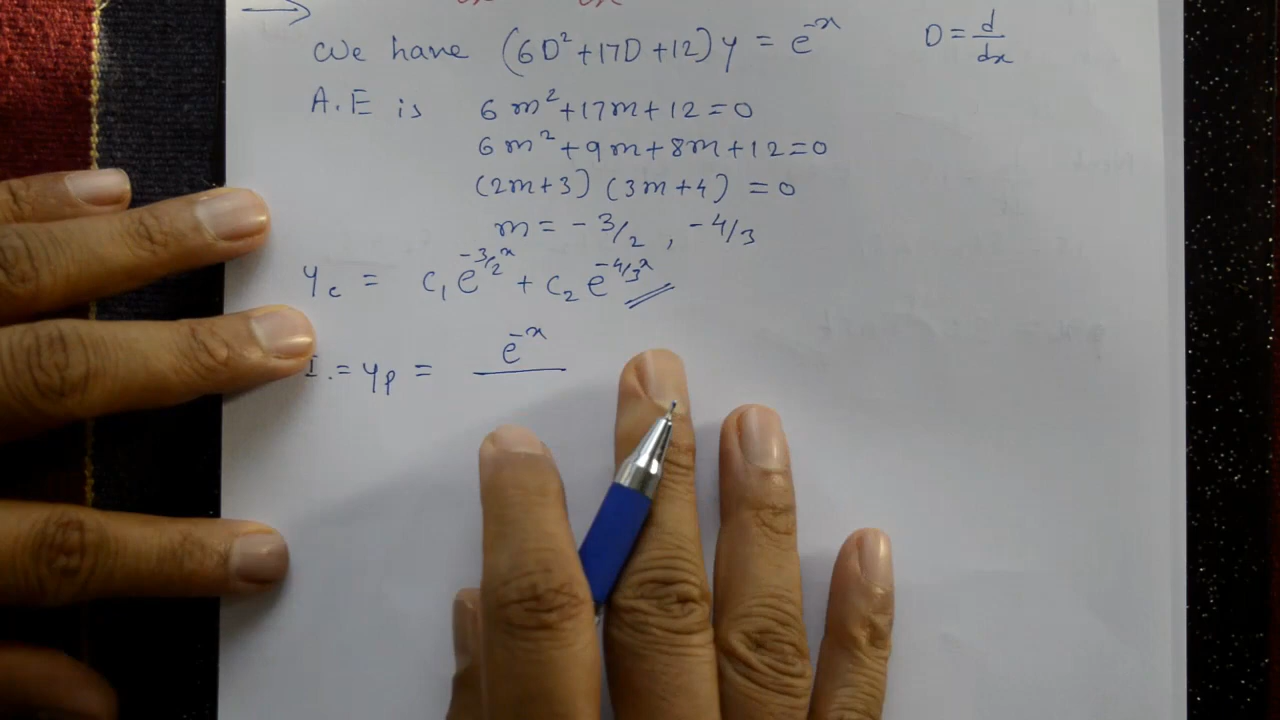 We have (6D²+17D+12)y = e⁻ˣ D = d/dx
A.E is 6m²+17m+12=0
6m²+9m+8m+12=0
(2m+3) (3m+4) = 0
m = -3/2 , -4/3
y_c = c₁e^{-3/2 x} + c₂e^{-4/3 x}
I. = y_p = e⁻ˣ